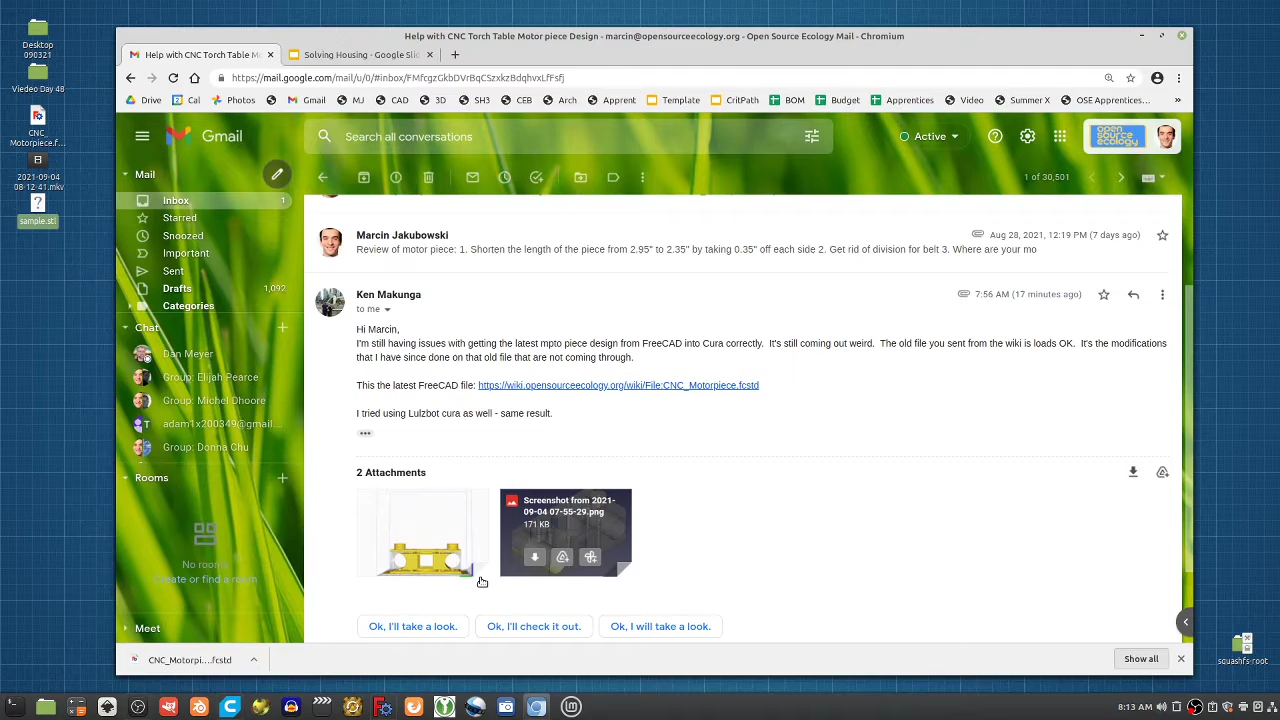 Desktop
090321
Viedeo Day 48
CNC_
Motorpiece.f...
2021-09-04
08-12-41.mkv
sample.stl
squashfs-root
Help with CNC Torch Table Motor piece Design - marcin@opensourceecology.org - Open Source Ecology Mail - Chromium
Help with CNC Torch Table M
Solving Housing - Google Slid
Drive
Cal
Photos
Gmail
MJ
CAD
3D
SH3
CEB
Arch
Apprent
Template
CritPath
BOM
Budget
Apprentices
Video
Summer X
OSE Apprentices...
Gmail
Search all conversations
Active
open
source
ecology
Mail
Inbox 1
Starred
Snoozed
Important
Sent
Drafts 1,092
Categories
Chat
Dan Meyer
Group: Elijah Pearce
Group: Michel Dhoore
adam1x200349@gmail....
Group: Donna Chu
Rooms
No rooms
Create or find a room
Meet
1 of 30,501
Marcin Jakubowski
Aug 28, 2021, 12:19 PM (7 days ago)
Review of motor piece: 1. Shorten the length of the piece from 2.95" to 2.35" by taking 0.35" off each side 2. Get rid of division for belt 3. Where are your mo
Ken Makunga
7:56 AM (17 minutes ago)
to me
Hi Marcin,
I'm still having issues with getting the latest mpto piece design from FreeCAD into Cura correctly. It's still coming out weird. The old file you sent from the wiki is loads OK. It's the modifications
that I have since done on that old file that are not coming through.
This the latest FreeCAD file: https://wiki.opensourceecology.org/wiki/File:CNC_Motorpiece.fcstd
I tried using Lulzbot cura as well - same result.
2 Attachments
Screenshot from 2021-
09-04 07-55-29.png
171 KB
Ok, I'll take a look.
Ok, I'll check it out.
Ok, I will take a look.
CNC_Motorpi....fcstd
Show all
8:13 AM